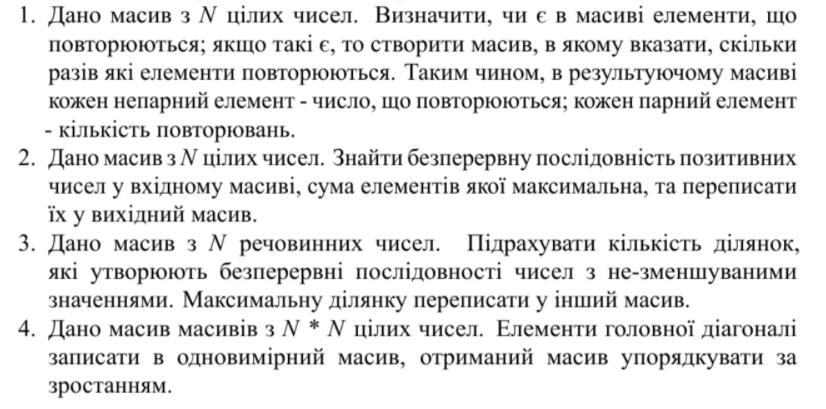 1. Дано масив з N цілих чисел. Визначити, чи є в масиві елементи, що
повторюються; якщо такі є, то створити масив, в якому вказати, скільки
разів які елементи повторюються. Таким чином, в результуючому масиві
кожен непарний елемент - число, що повторюються; кожен парний елемент
- кількість повторювань.
2. Дано масив з N цілих чисел. Знайти безперервну послідовність позитивних
чисел у вхідному масиві, сума елементів якої максимальна, та переписати
їх у вихідний масив.
3. Дано масив з N речовинних чисел. Підрахувати кількість ділянок,
які утворюють безперервні послідовності чисел з не-зменшуваними
значеннями. Максимальну ділянку переписати у інший масив.
4. Дано масив масивів з N * N цілих чисел. Елементи головної діагоналі
записати в одновимірний масив, отриманий масив упорядкувати за
зростанням.